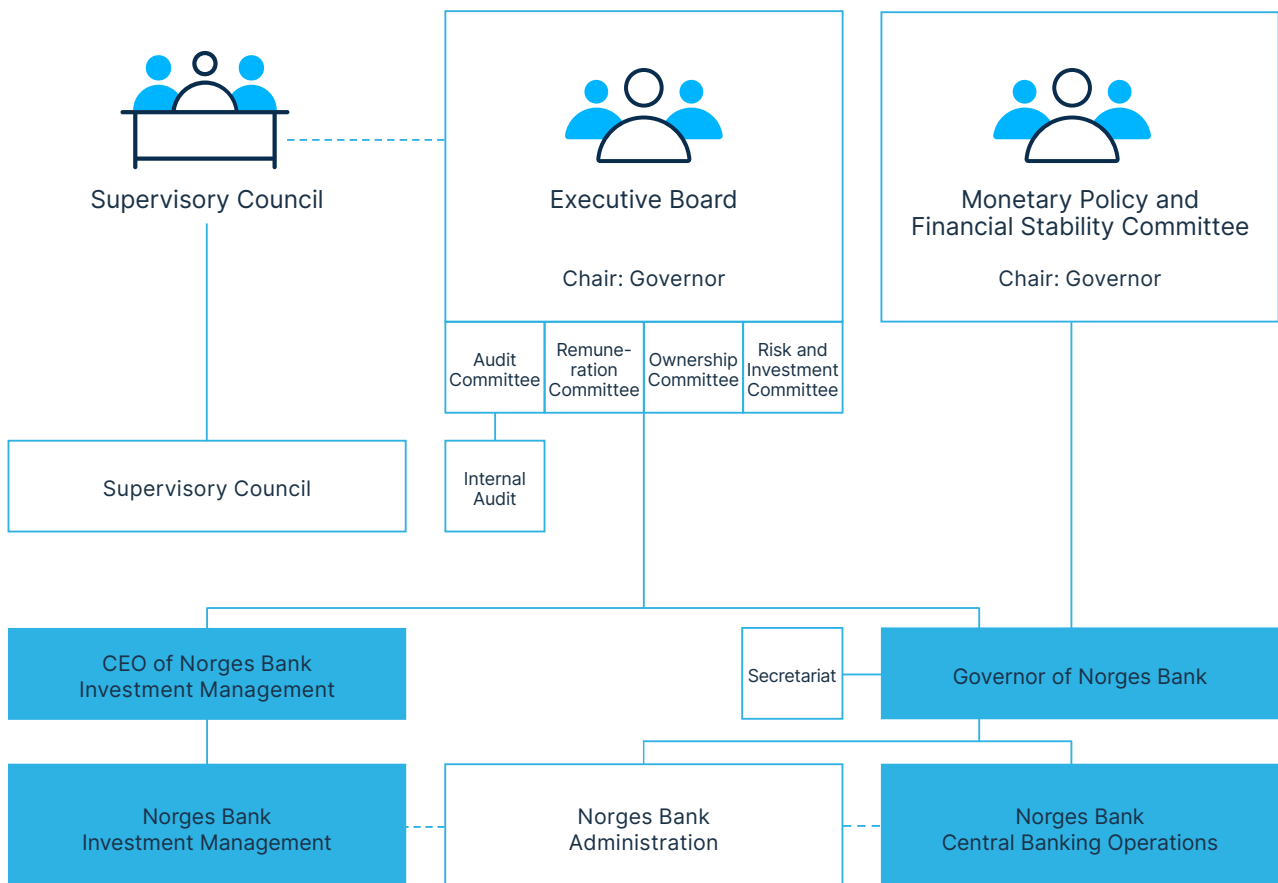 Supervisory Council
Executive Board
Chair: Governor
Monetary Policy and
Financial Stability Committee
Chair: Governor
Audit
Committee
Remune-
ration
Committee
Ownership
Committee
Risk and
Investment
Committee
Supervisory Council
Internal
Audit
CEO of Norges Bank
Investment Management
Secretariat
Governor of Norges Bank
Norges Bank
Investment Management
Norges Bank
Administration
Norges Bank
Central Banking Operations